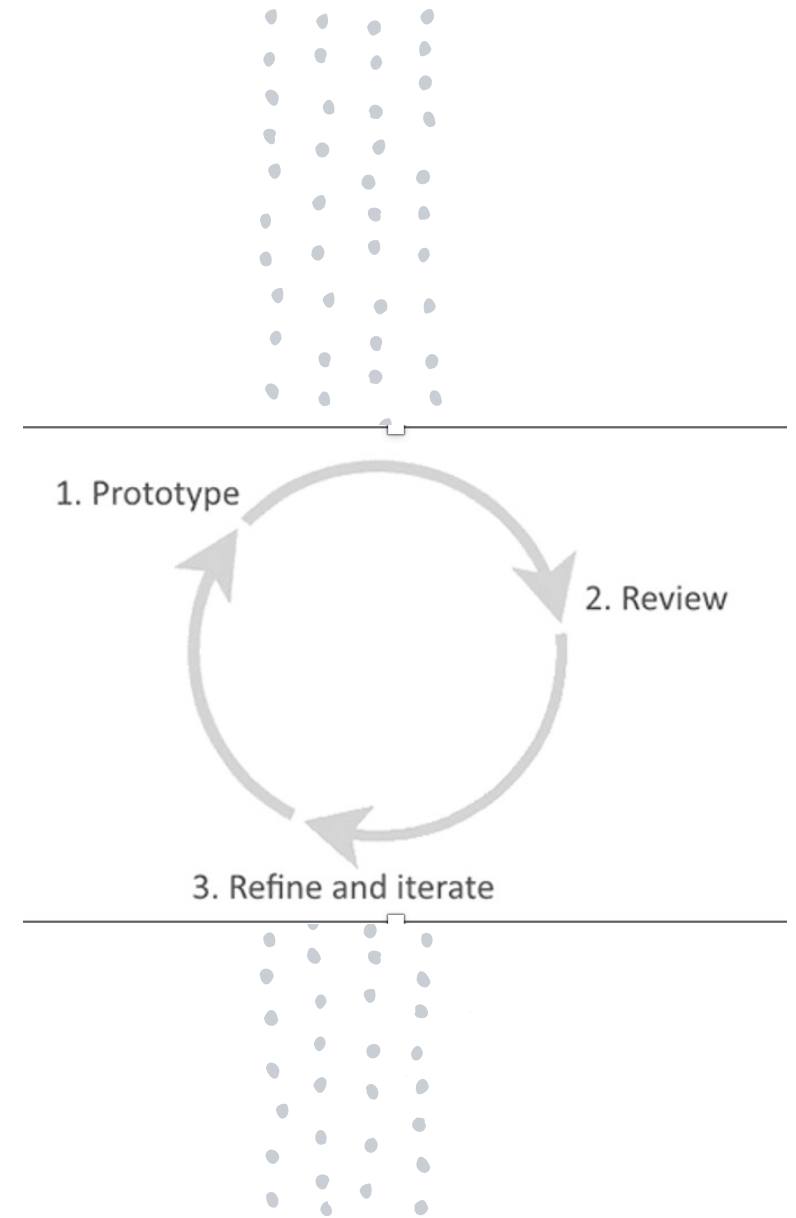 1. Prototype
2. Review
3. Refine and iterate